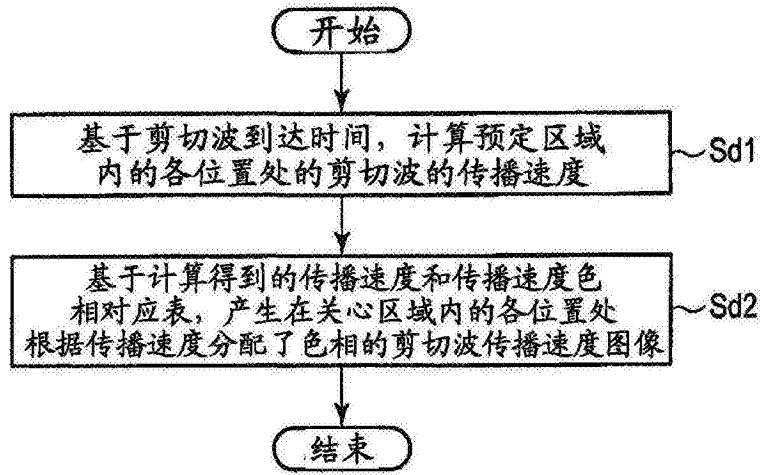 开始
基于剪切波到达时间，计算预定区域
内的各位置处的剪切波的传播速度
Sd1
基于计算得到的传播速度和传播速度色
相对应表，产生在关心区域内的各位置处
根据传播速度分配了色相的剪切波传播速度图像
Sd2
结束